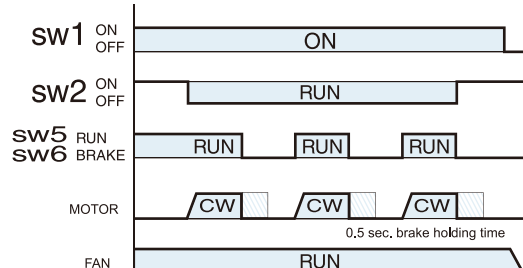 sw1 ON
OFF
ON
sw2 ON
OFF
RUN
sw5 RUN
sw6 BRAKE
RUN RUN RUN
MOTOR
CW CW CW
0.5 sec. brake holding time
FAN
RUN